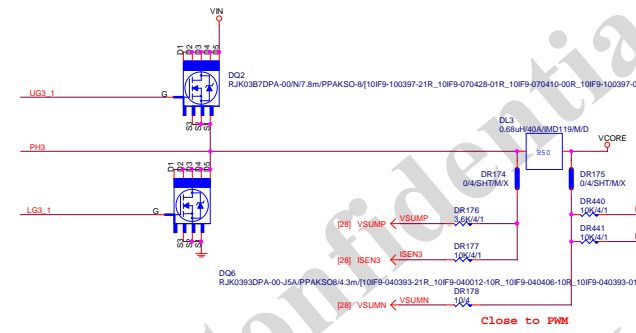 VIN
D1
D2
D3
D4
D5
DQ2
RJK03B7DPA-00/N/7.8m/PPAKSO-8/[10IF9-100397-21R_10IF9-070428-01R_10IF9-070410-00R_10IF9-100397-0
UG3_1
G
S3
S2
S1
DL3
0.68uH/40A/IMD119/M/D
VCORE
PH3
R50
D1
D2
D3
D4
D5
DR174
0/4/SHT/M/X
DR175
0/4/SHT/M/X
LG3_1
G
S3
S2
S1
DR176
3.6K/4/1
[28] VSUMP
VSUMP
DR440
10K/4/1
DR441
10K/4/1
DR177
10K/4/1
[28] ISEN3
ISEN3
DQ6
RJK0393DPA-00-J5A/PPAKSO8/4.3m/[10IF9-040393-21R_10IF9-040012-10R_10IF9-040406-10R_10IF9-040393-01
DR178
10/4
[28] VSUMN
VSUMN
Close to PWM
Confidentia